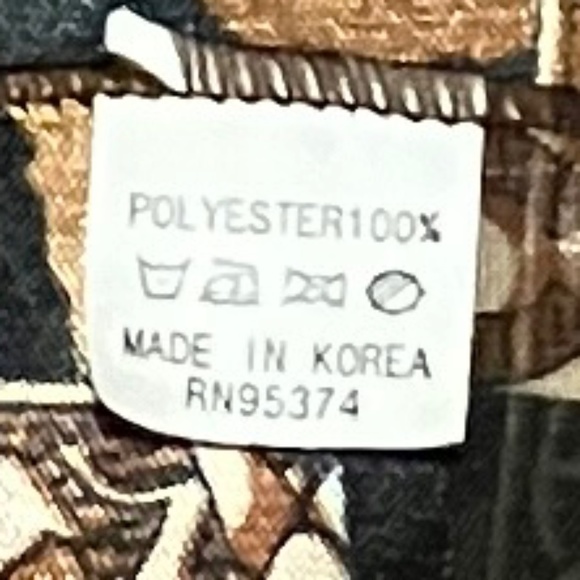 POLYESTER100%
MADE IN KOREA
RN95374